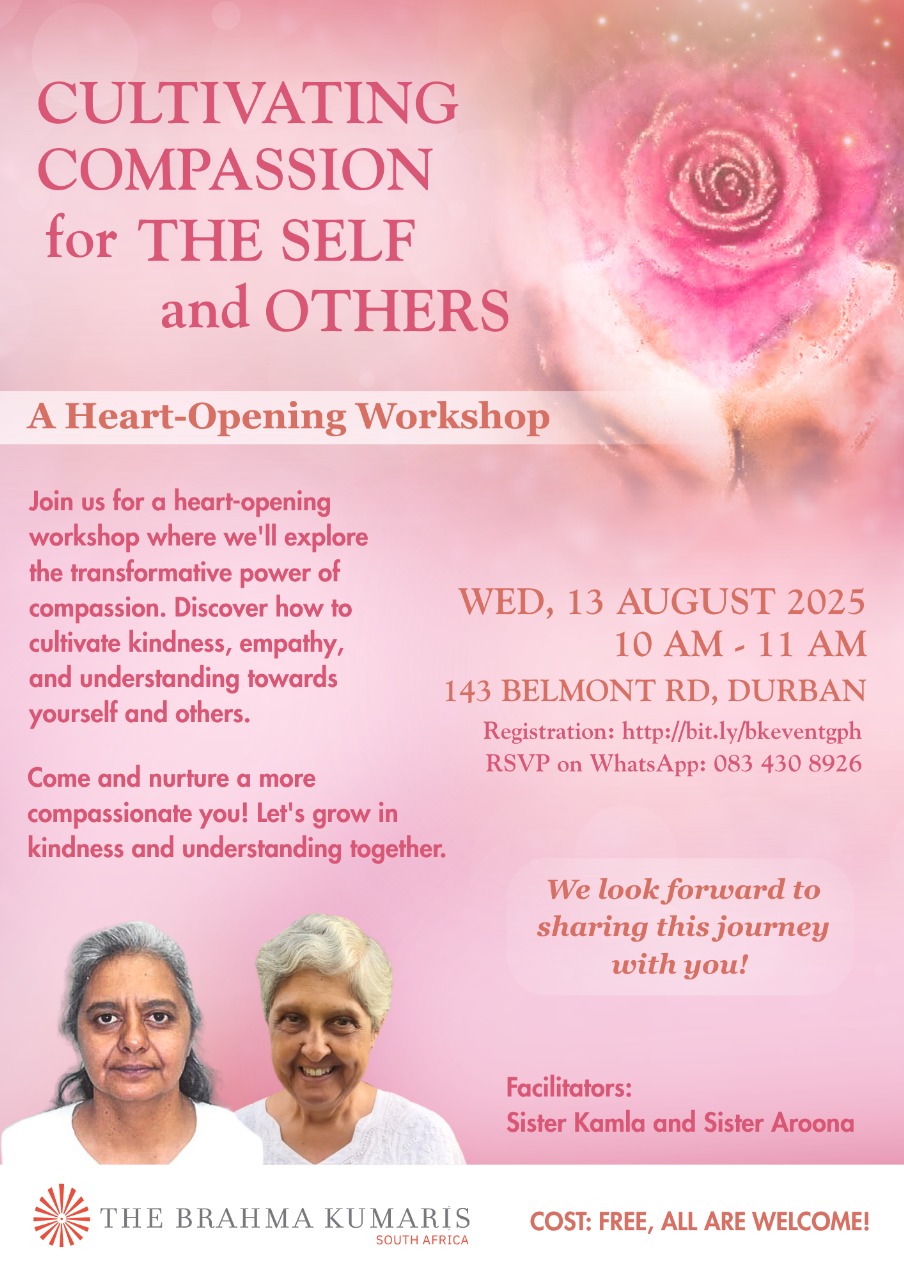 CULTIVATING
COMPASSION
for THE SELF
and OTHERS
A Heart-Opening Workshop
Join us for a heart-opening
workshop where we'll explore
the transformative power of
compassion. Discover how to
cultivate kindness, empathy,
and understanding towards
yourself and others.
Come and nurture a more
compassionate you! Let's grow in
kindness and understanding together.
WED, 13 AUGUST 2025
10 AM - 11 AM
143 BELMONT RD, DURBAN
Registration: http://bit.ly/bkeventgph
RSVP on WhatsApp: 083 430 8926
We look forward to
sharing this journey
with you!
Facilitators:
Sister Kamla and Sister Aroona
THE BRAHMA KUMARIS
SOUTH AFRICA
COST: FREE, ALL ARE WELCOME!